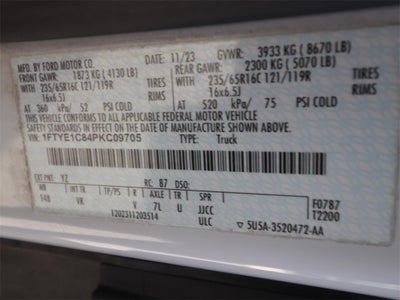 MFD. BY FORD MOTOR CO. 11/23 GVWR: 3933 KG ( 8670 LB)
FRONT GAWR: 1873 KG ( 4130 LB) REAR GAWR: 2300 KG ( 5070 LB)
WITH 235/65R16C 121/119R TIRES WITH 235/65R16C 121/119R TIRES
16x6.5J RIMS 16x6.5J RIMS
AT 360 kPa/ 52 PSI COLD AT 520 kPa/ 75 PSI COLD
THIS VEHICLE CONFORMS TO ALL APPLICABLE FEDERAL MOTOR VEHICLE
SAFETY STANDARDS IN EFFECT ON THE DATE OF MANUFACTURE SHOWN ABOVE.
VIN: 1FTYE1C84PKC09705 TYPE: Truck
EXT PNT: YZ RC: 87 DSO:
WB INT TR TP/PS R AXLE TR SPR F0787
148 VK V 7L U JJCC T2200
ULC
1202311203514 5USA-3520472-AA